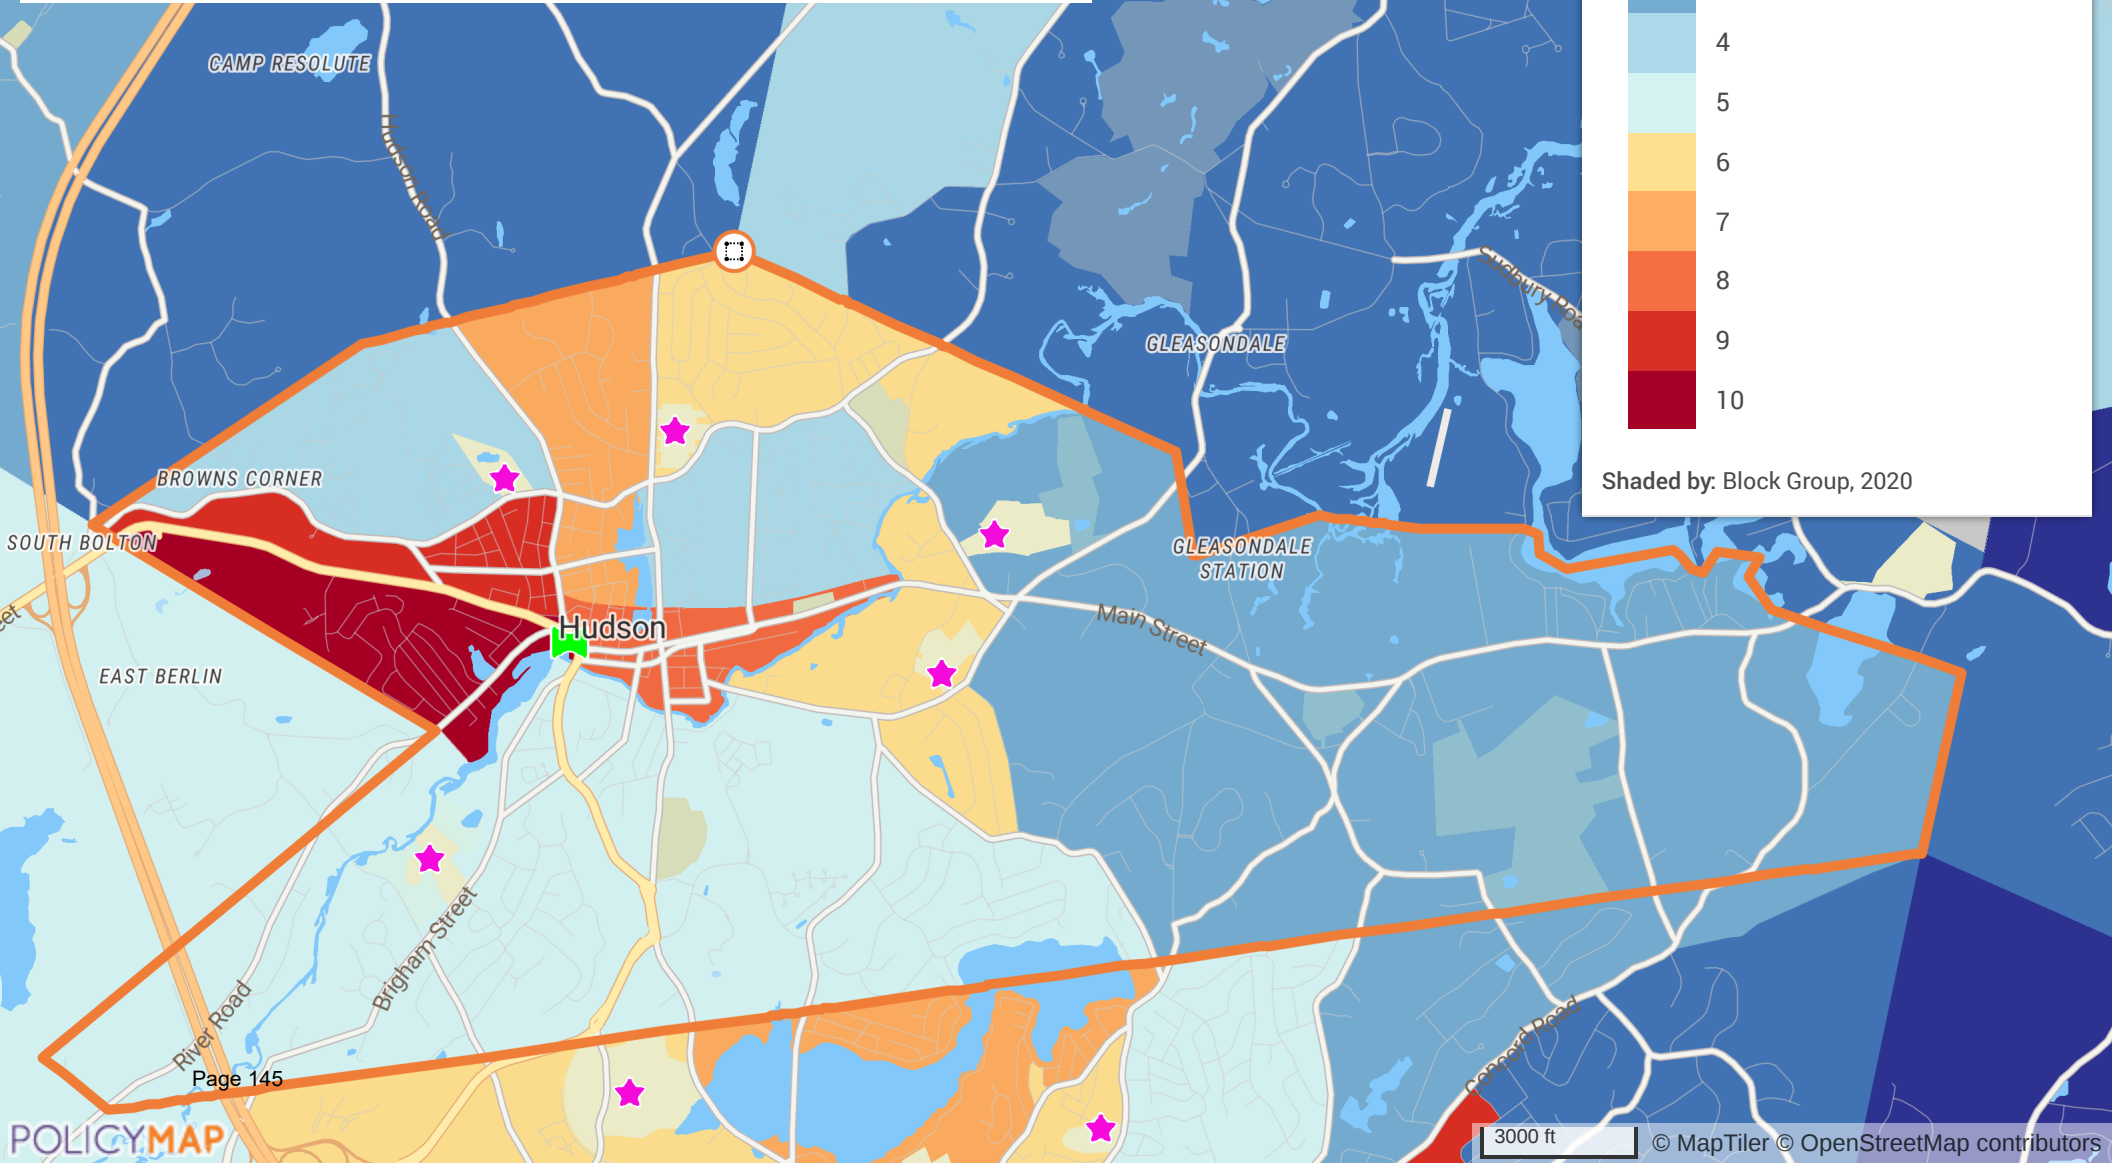 4
CAMP RESOLUTE
5
Hudson Road
6
7
Sudbury Roa
8
GLEASONDALE
9
10
BROWNS CORNER
Shaded by: Block Group, 2020
SOUTH BOLTON
GLEASONDALE
STATION
eet
Hudson
Main Street
EAST BERLIN
Brigham Street
River Road
Concord Road
Page 145
POLICYMAP
3000 ft
© MapTiler © OpenStreetMap contributors